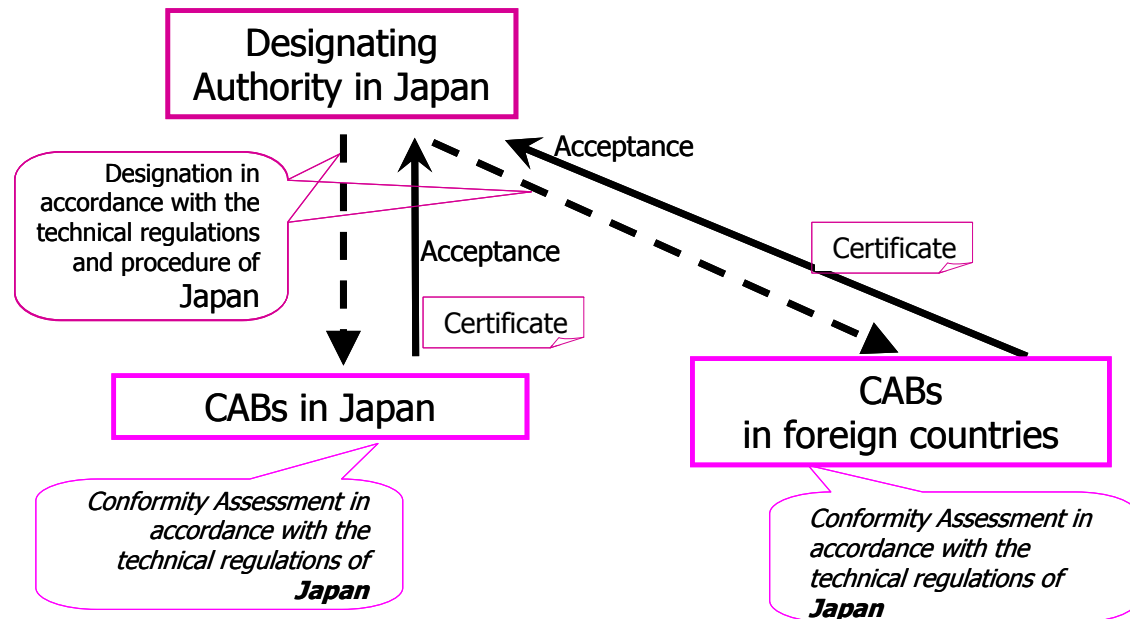 Designating
Authority in Japan
Acceptance
Designation in
accordance with the
technical regulations
and procedure of
Japan
Acceptance
Certificate
Certificate
CABs in Japan
CABs
in foreign countries
Conformity Assessment in
accordance with the
technical regulations of
Japan
Conformity Assessment in
accordance with the
technical regulations of
Japan